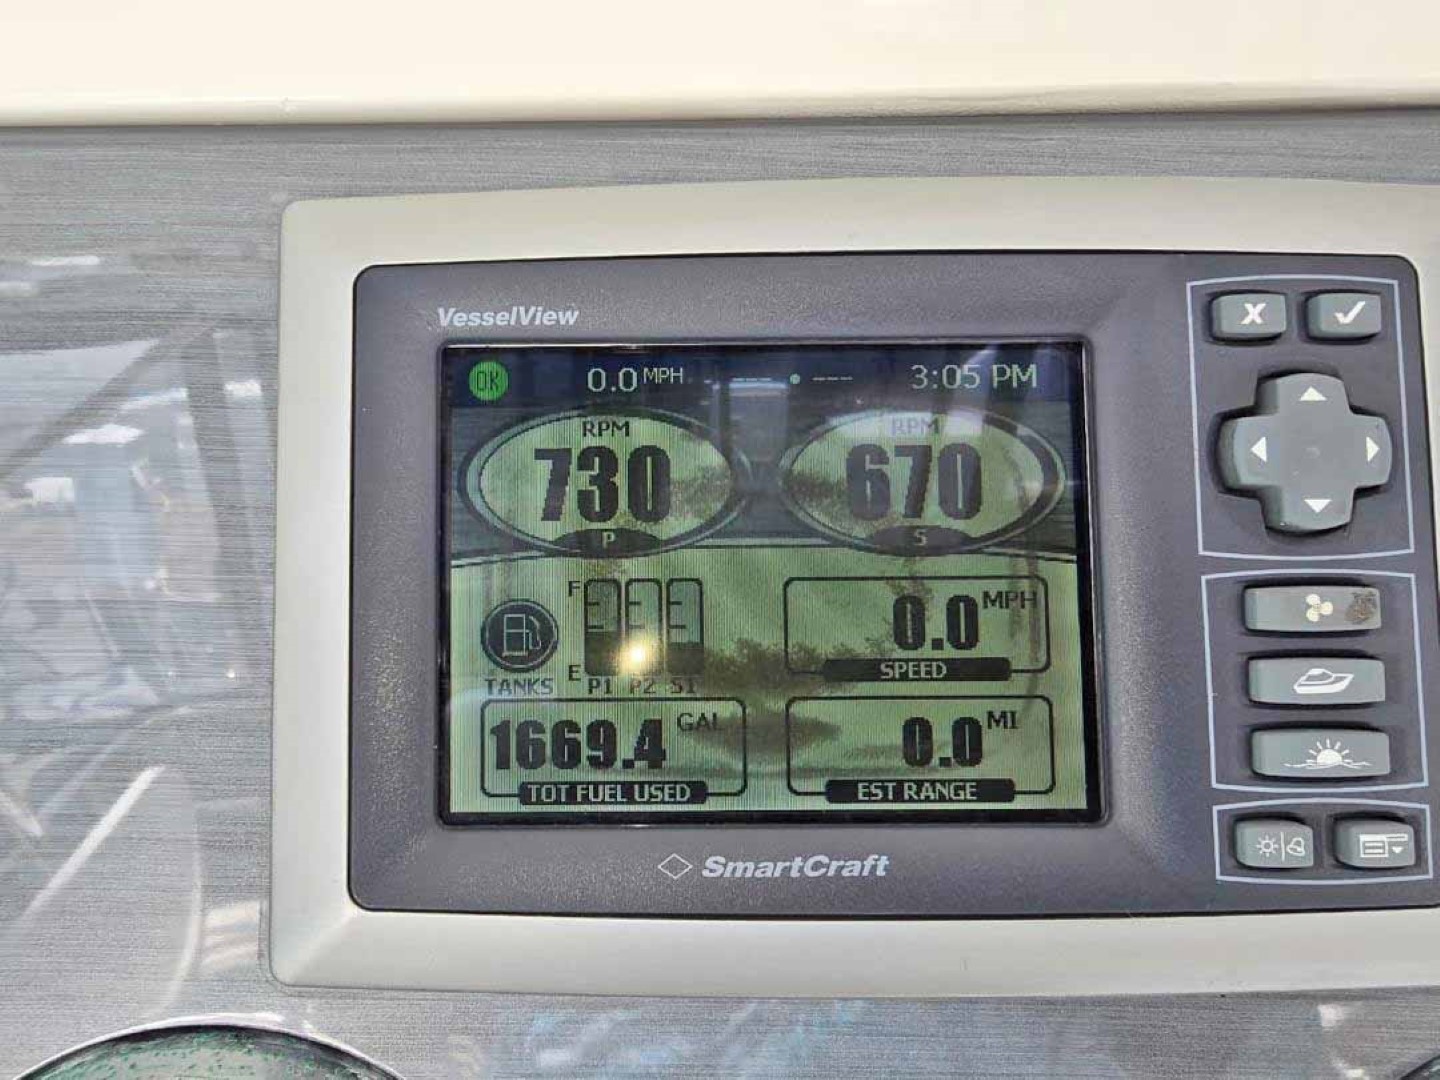 VesselView
OK 0.0 MPH --- --- 3:05 PM
RPM RPM
730 670
P S
F
0.0 MPH
E
TANKS P1 P2 S1 SPEED
1669.4 GAL 0.0 MI
TOT FUEL USED EST RANGE
SmartCraft
X